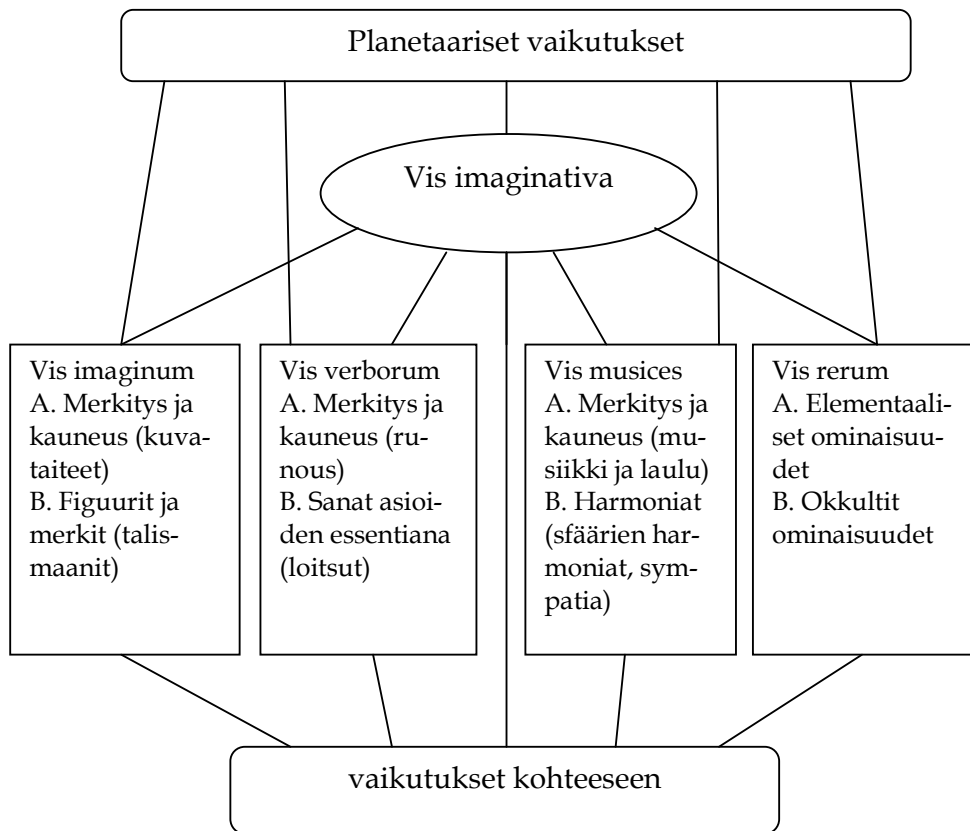 Planetaariset vaikutukset
Vis imaginativa
Vis imaginum
A. Merkitys ja
kauneus (kuva-
taiteet)
B. Figuurit ja
merkit (talis-
maanit)
Vis verborum
A. Merkitys ja
kauneus (ru-
nous)
B. Sanat asioi-
den essentiana
(loitsut)
Vis musices
A. Merkitys ja
kauneus (mu-
siikki ja laulu)
B. Harmoniat
(sfäärien har-
moniat, sym-
patia)
Vis rerum
A. Elementaali-
set ominaisuu-
det
B. Okkultit
ominaisuudet
vaikutukset kohteeseen